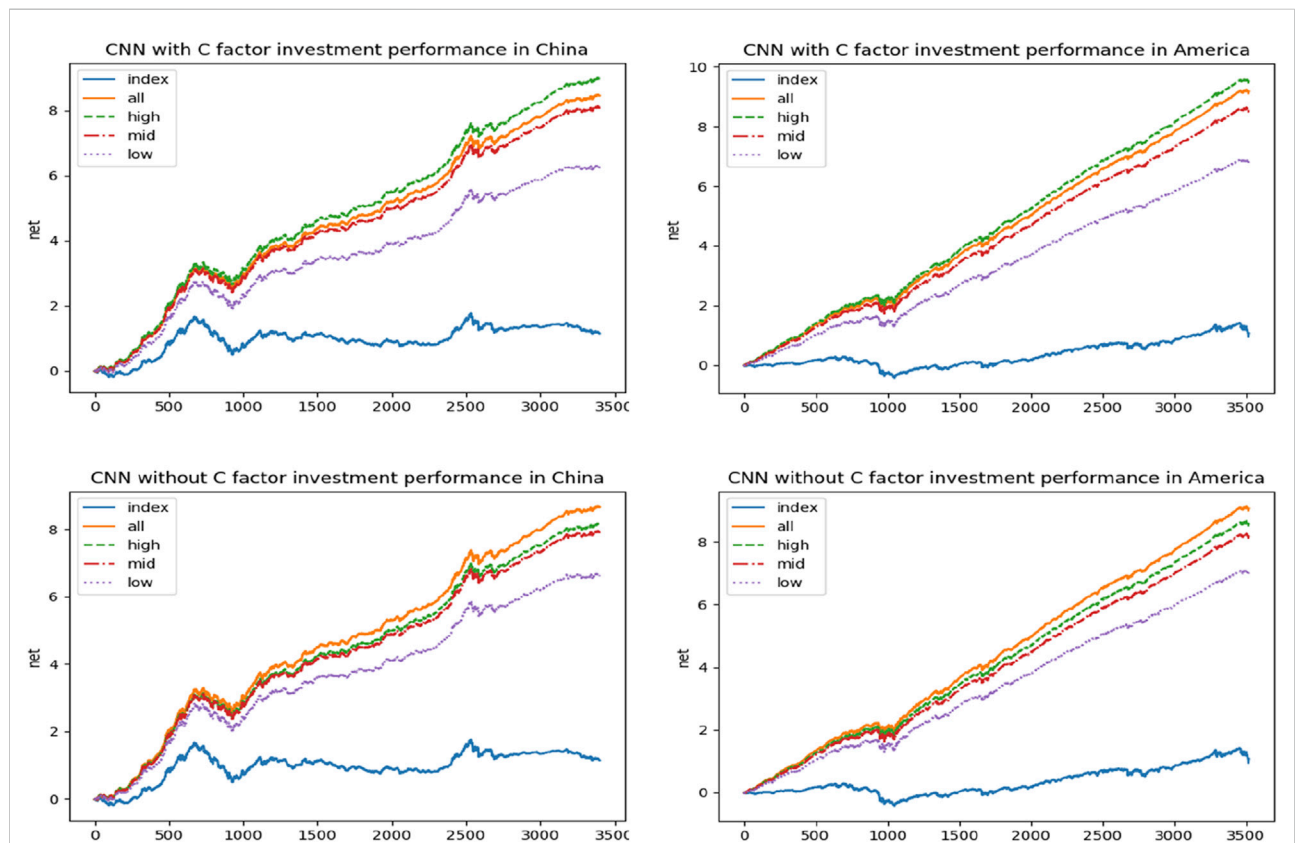 CNN with C factor investment performance in China
index
all
high
mid
low
net
8
6
4
2
0
0 500 1000 1500 2000 2500 3000 3500
CNN with C factor investment performance in America
index
all
high
mid
low
net
10
8
6
4
2
0
0 500 1000 1500 2000 2500 3000 3500
CNN without C factor investment performance in China
index
all
high
mid
low
net
8
6
4
2
0
0 500 1000 1500 2000 2500 3000 3500
CNN without C factor investment performance in America
index
all
high
mid
low
net
8
6
4
2
0
0 500 1000 1500 2000 2500 3000 3500